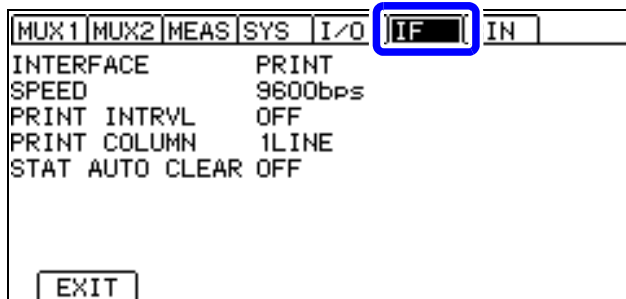 MUX1 MUX2 MEAS SYS I/O IF IN
INTERFACE PRINT
SPEED 9600bps
PRINT INTRVL OFF
PRINT COLUMN 1LINE
STAT AUTO CLEAR OFF
EXIT